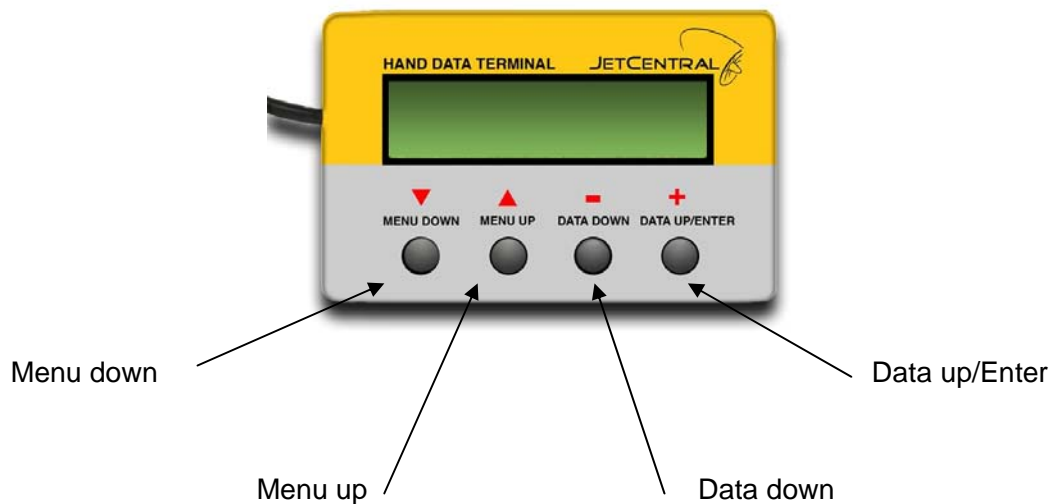 HAND DATA TERMINAL JETCENTRAL
MENU DOWN MENU UP DATA DOWN DATA UP/ENTER
Menu down Data up/Enter
Menu up Data down